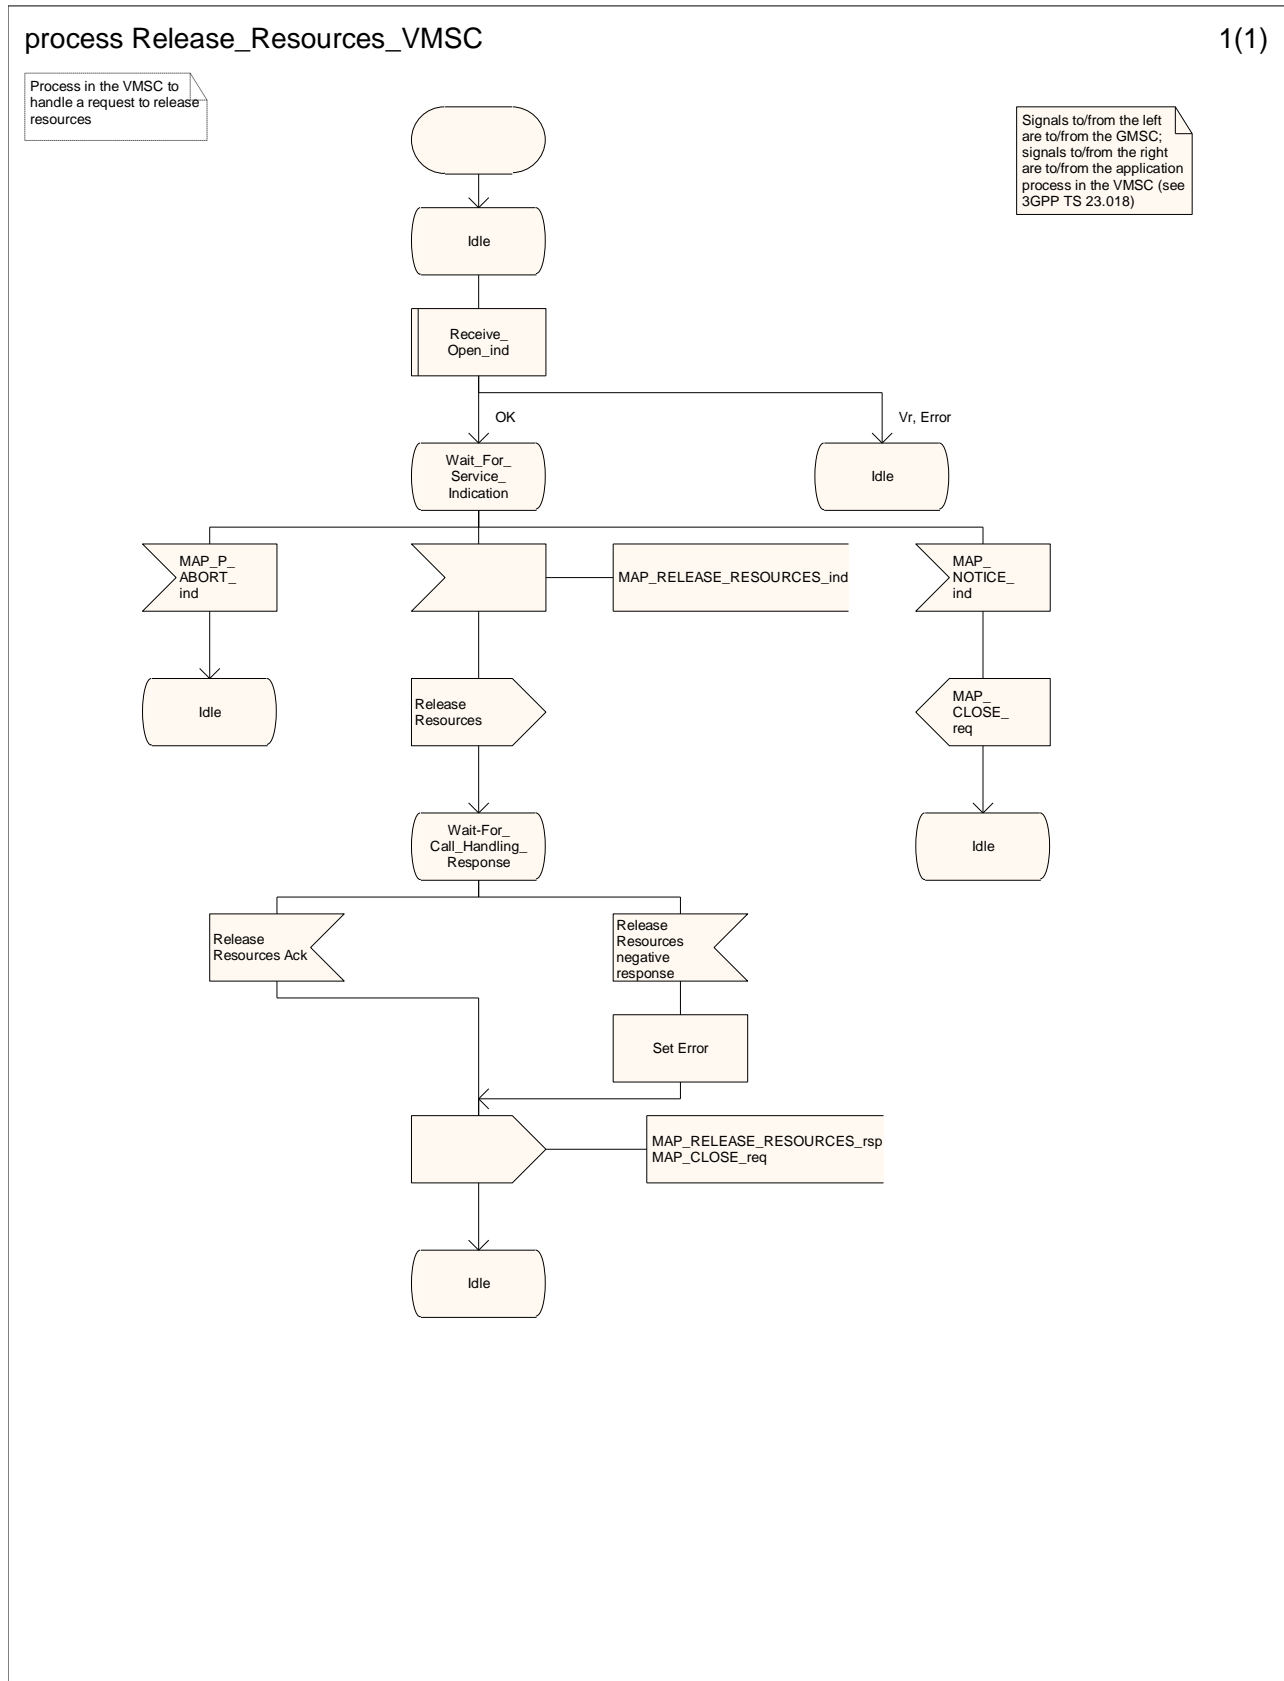 process Release_Resources_VMSC
1(1)
Process in the VMSC to
handle a request to release
resources
Signals to/from the left
are to/from the GMSC;
signals to/from the right
are to/from the application
process in the VMSC (see
3GPP TS 23.018)
Idle
Receive_
Open_ind
OK
Vr, Error
Wait_For_
Service_
Indication
Idle
MAP_P_
ABORT_
ind
MAP_RELEASE_RESOURCES_ind
MAP_
NOTICE_
ind
Idle
Release
Resources
MAP_
CLOSE_
req
Wait-For_
Call_Handling_
Response
Idle
Release
Resources Ack
Release
Resources
negative
response
Set Error
MAP_RELEASE_RESOURCES_rsp
MAP_CLOSE_req
Idle